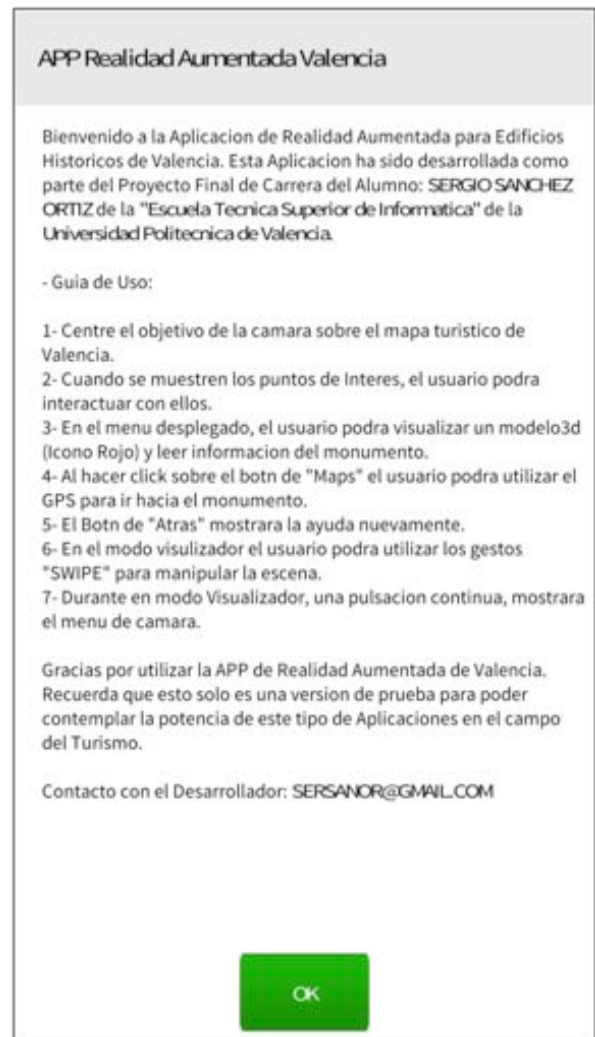 APP Realidad Aumentada Valencia
Bienvenido a la Aplicacion de Realidad Aumentada para Edificios
Historicos de Valencia. Esta Aplicacion ha sido desarrollada como
parte del Proyecto Final de Carrera del Alumno: SERGIO SANCHEZ
ORTIZ de la "Escuela Tecnica Superior de Informatica" de la
Universidad Politecnica de Valencia.
- Guia de Uso:
1- Centre el objetivo de la camara sobre el mapa turistico de
Valencia.
2- Cuando se muestren los puntos de Interes, el usuario podra
interactuar con ellos.
3- En el menu desplegado, el usuario podra visualizar un modelo3d
(Icono Rojo) y leer informacion del monumento.
4- Al hacer click sobre el botn de "Maps" el usuario podra utilizar el
GPS para ir hacia el monumento.
5- El Botn de "Atras" mostrara la ayuda nuevamente.
6- En el modo visulizador el usuario podra utilizar los gestos
"SWIPE" para manipular la escena.
7- Durante en modo Visualizador, una pulsacion continua, mostrara
el menu de camara.
Gracias por utilizar la APP de Realidad Aumentada de Valencia.
Recuerda que esto solo es una version de prueba para poder
contemplar la potencia de este tipo de Aplicaciones en el campo
del Turismo.
Contacto con el Desarrollador: SERSANOR@GMAIL.COM
OK